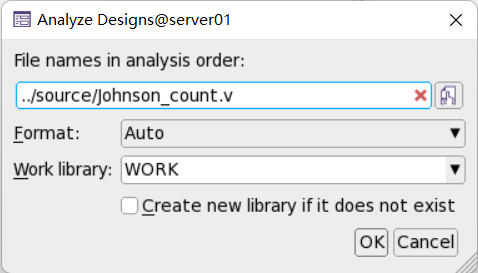 Analyze Designs@server01
File names in analysis order:
../source/Johnson_count.v
Format: Auto
Work library: WORK
Create new library if it does not exist
OK Cancel